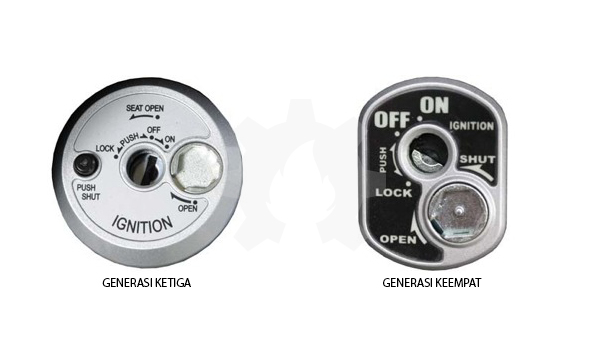 SEAT OPEN
OFF
PUSH
ON
LOCK
PUSH
SHUT
OPEN
IGNITION
GENERASI KETIGA
ON
OFF
IGNITION
PUSH
SHUT
LOCK
OPEN
GENERASI KEEMPAT